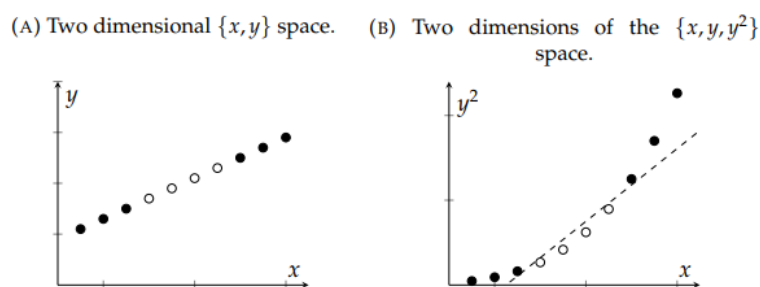 (A) Two dimensional {x, y} space.
(B) Two dimensions of the {x, y, y²}
space.
y
x
y²
x